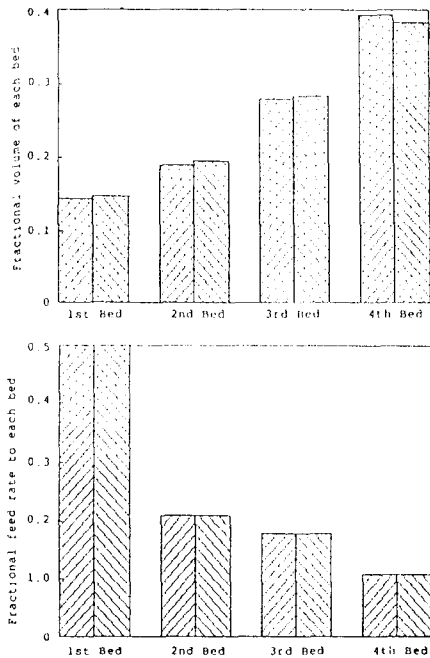 Fractional volume of each bed
0.4
0.3
0.2
0.1
0
1st Bed 2nd Bed 3rd Bed 4th Bed
Fractional feed rate to each bed
0.5
0.3
0.2
1.0
0
1st Bed 2nd Bed 3rd Bed 4th Bed